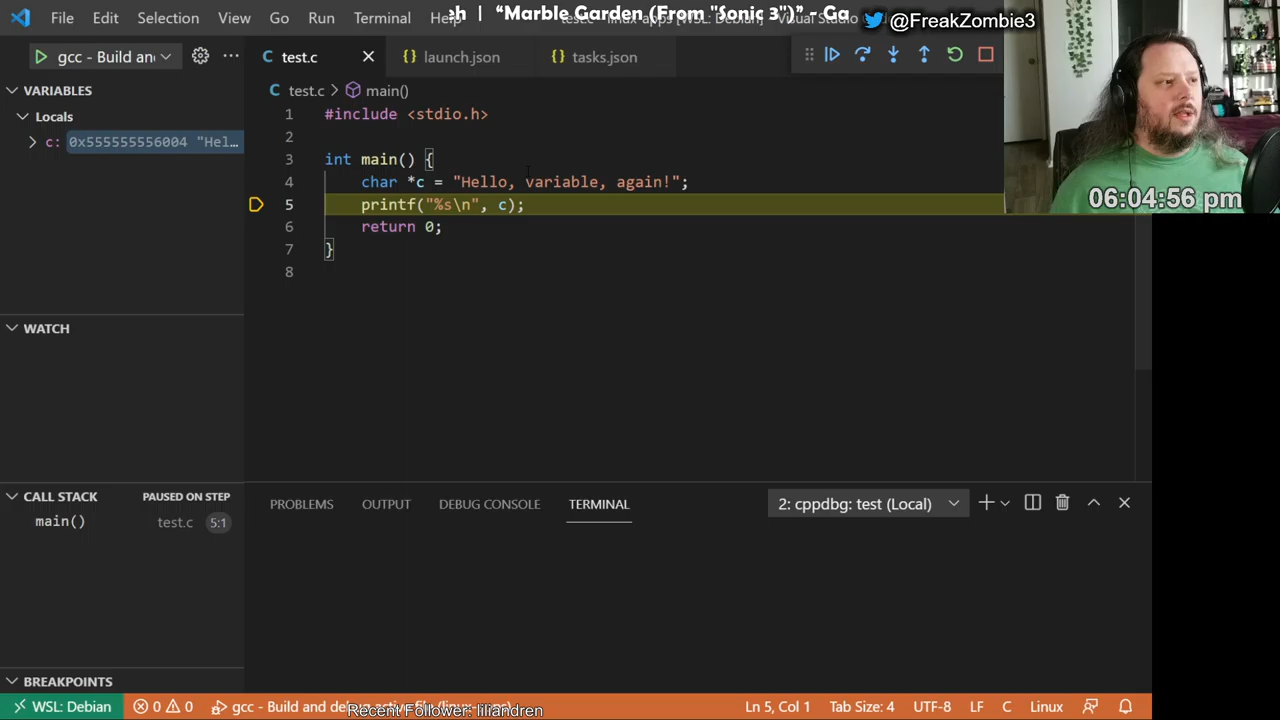 File Edit Selection View Go Run Terminal Help
sh | “Marble Garden (From "Sonic 3")” - Ga
@FreakZombie3
gcc - Build an
test.c
launch.json
tasks.json
VARIABLES
test.c > main()
Locals
c: 0x555555556004 "Hel…
1 #include <stdio.h>
2
3 int main() {
4 char *c = "Hello, variable, again!";
5 printf("%s\n", c);
6 return 0;
7 }
8
06:04:56 pm
WATCH
CALL STACK PAUSED ON STEP
main() test.c 5:1
PROBLEMS OUTPUT DEBUG CONSOLE TERMINAL
2: cppdbg: test (Local)
BREAKPOINTS
WSL: Debian 0 0 gcc - Build and
Recent Follower: liliandren
Ln 5, Col 1 Tab Size: 4 UTF-8 LF C Linux